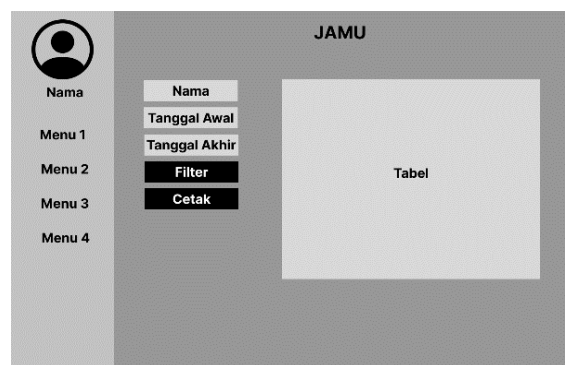 JAMU
Nama
Menu 1
Menu 2
Menu 3
Menu 4
Nama
Tanggal Awal
Tanggal Akhir
Filter
Cetak
Tabel